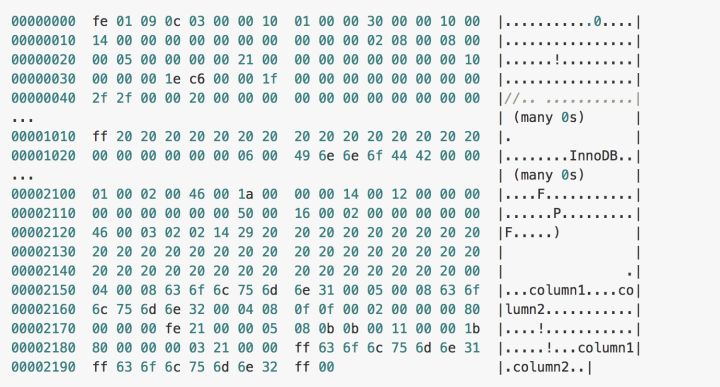 00000000  fe 01 09 0c 03 00 00 10  01 00 00 30 00 00 10 00  |...........0....|
00000010  14 00 00 00 00 00 00 00  00 00 00 02 08 00 08 00  |................|
00000020  00 05 00 00 00 00 21 00  00 00 00 00 00 00 00 10  |......!.........|
00000030  00 00 00 00 1e c6 00 00  1f 00 00 00 00 00 00 00  |................|
00000040  2f 2f 00 00 20 00 00 00  00 00 00 00 00 00 00 00  |//.. ...........|
...                                                         | (many 0s)      |
00001010  ff 20 20 20 20 20 20 20  20 20 20 20 20 20 20 20  |.               |
00001020  00 00 00 00 00 00 06 00  49 6e 6e 6f 44 42 00 00  |........InnoDB..|
...                                                         | (many 0s)      |
00002100  01 00 02 00 46 00 1a 00  00 00 14 00 12 00 00 00  |....F...........|
00002110  00 00 00 00 00 00 50 00  16 00 02 00 00 00 00 00  |......P.........|
00002120  46 00 03 02 02 14 29 20  20 20 20 20 20 20 20 20  |F.....)         |
00002130  20 20 20 20 20 20 20 20  20 20 20 20 20 20 20 20  |                |
00002140  20 20 20 20 20 20 20 20  20 20 20 20 20 20 20 00  |               .|
00002150  04 00 08 63 6f 6c 75 6d  6e 31 00 05 00 08 63 6f  |...column1....co|
00002160  6c 75 6d 6e 32 00 04 08  0f 0f 00 02 00 00 00 80  |lumn2...........|
00002170  00 00 00 fe 21 00 00 05  08 0b 0b 00 11 00 00 1b  |....!...........|
00002180  80 00 00 00 03 21 00 00  ff 63 6f 6c 75 6d 6e 31  |.....!...column1|
00002190  ff 63 6f 6c 75 6d 6e 32  ff 00  |.column2..|